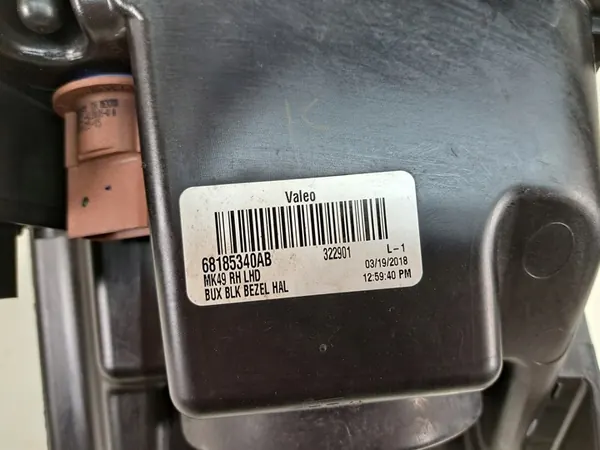 Valeo
68185340AB 322901 L-1
MK49 RH LHD 03/19/2018
BUX BLK BEZEL HAL 12:59:40 PM